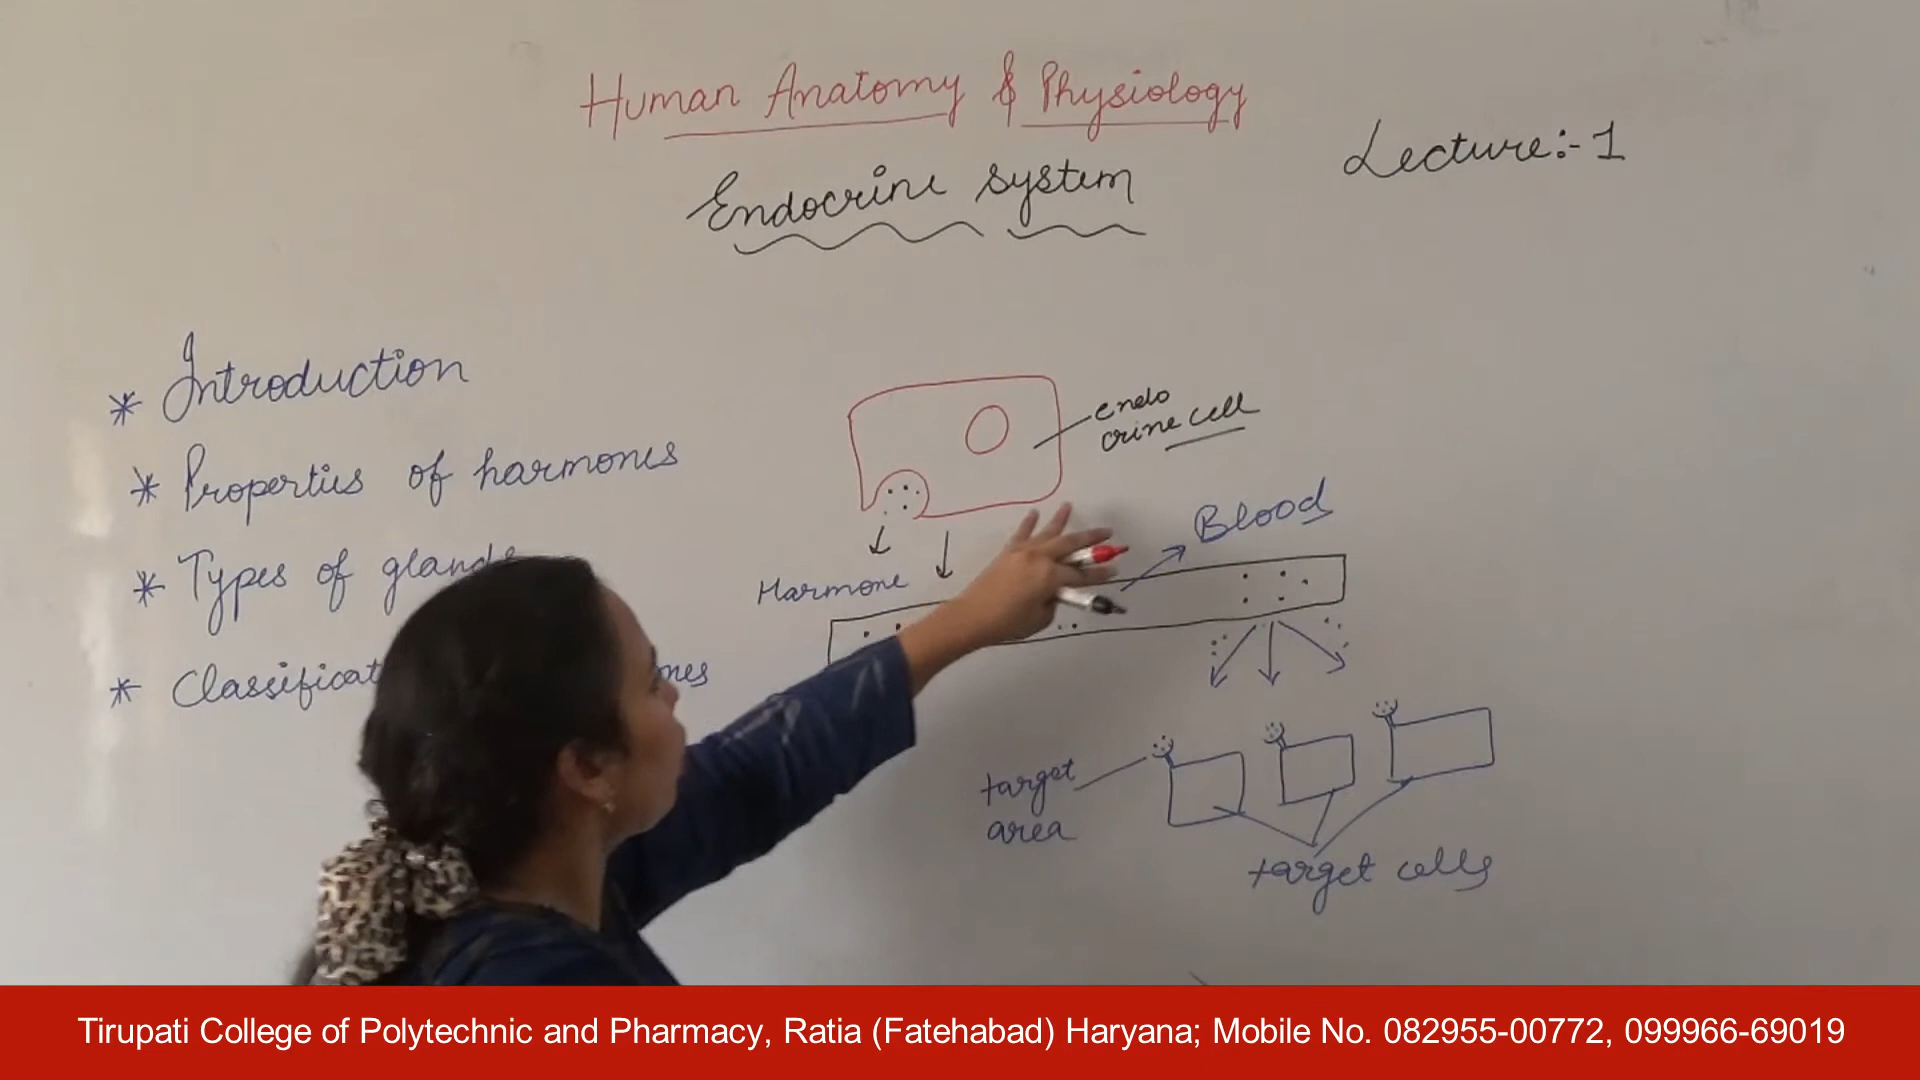 Human Anatomy & Physiology
Lecture:- 1
Endocrine system
* Introduction
* Properties of harmones
* Types of gland
* Classificat mones
endo
crine cell
Blood
Harmone
target
area
target cells
Tirupati College of Polytechnic and Pharmacy, Ratia (Fatehabad) Haryana; Mobile No. 082955-00772, 099966-69019